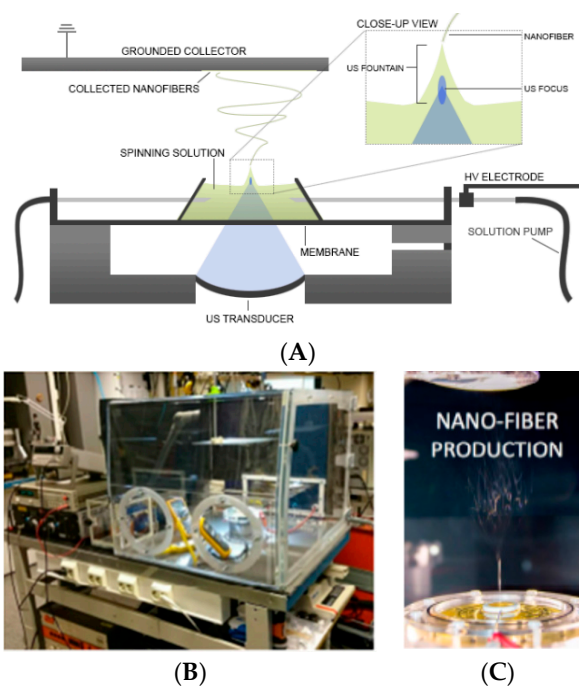 CLOSE-UP VIEW
GROUNDED COLLECTOR
NANOFIBER
US FOUNTAIN
COLLECTED NANOFIBERS
US FOCUS
SPINNING SOLUTION
HV ELECTRODE
MEMBRANE
SOLUTION PUMP
US TRANSDUCER
(A)
NANO-FIBER
PRODUCTION
(B)
(C)